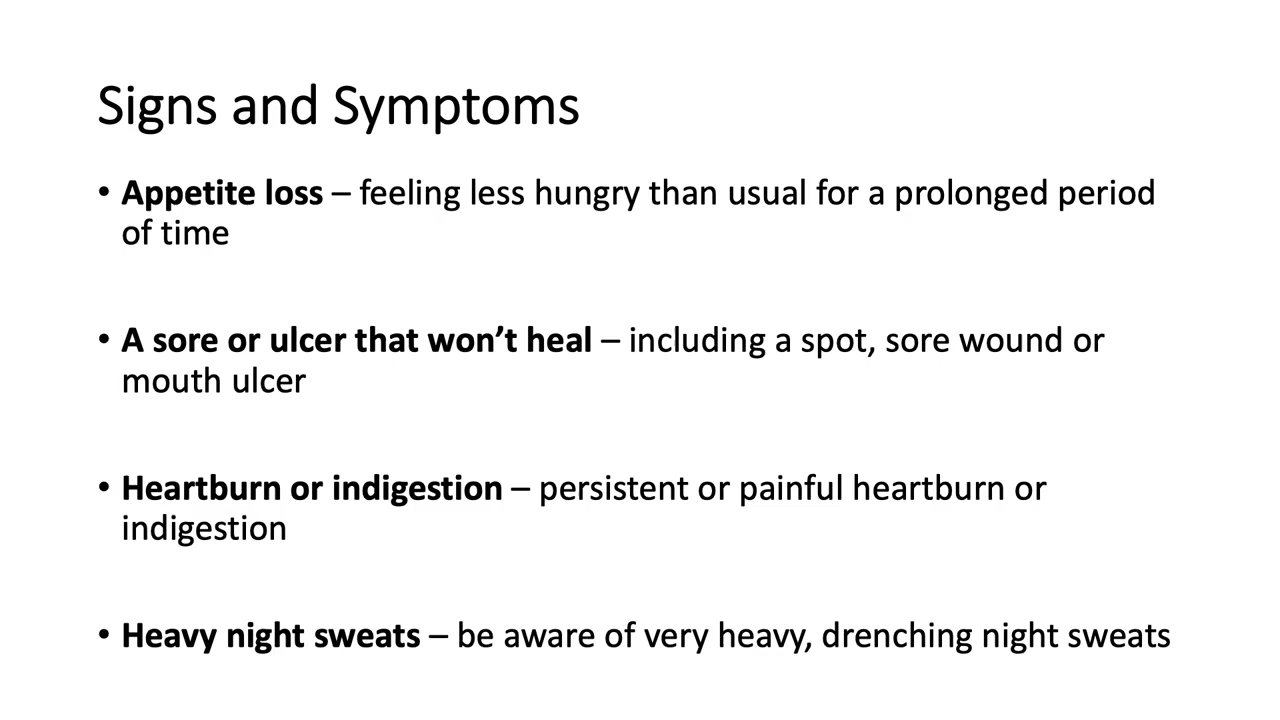 Signs and Symptoms
• Appetite loss – feeling less hungry than usual for a prolonged period
of time
• A sore or ulcer that won’t heal – including a spot, sore wound or
mouth ulcer
• Heartburn or indigestion – persistent or painful heartburn or
indigestion
• Heavy night sweats – be aware of very heavy, drenching night sweats